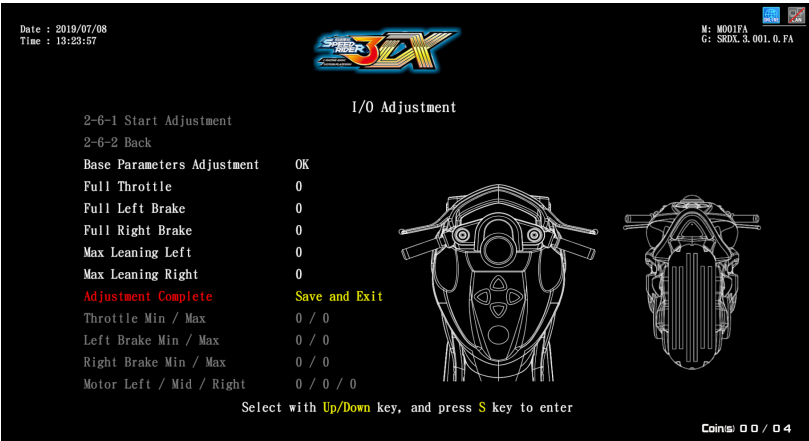 Date : 2019/07/08
Time : 13:23:57
SPEED RIDER 3DX
M: M001FA
G: SRDX.3.001.0.FA
ONLINE
LAN
I/O Adjustment
2-6-1 Start Adjustment
2-6-2 Back
Base Parameters Adjustment OK
Full Throttle 0
Full Left Brake 0
Full Right Brake 0
Max Leaning Left 0
Max Leaning Right 0
Adjustment Complete Save and Exit
Throttle Min / Max 0 / 0
Left Brake Min / Max 0 / 0
Right Brake Min / Max 0 / 0
Motor Left / Mid / Right 0 / 0 / 0
Select with Up/Down key, and press S key to enter
Coin(s) 00 / 04